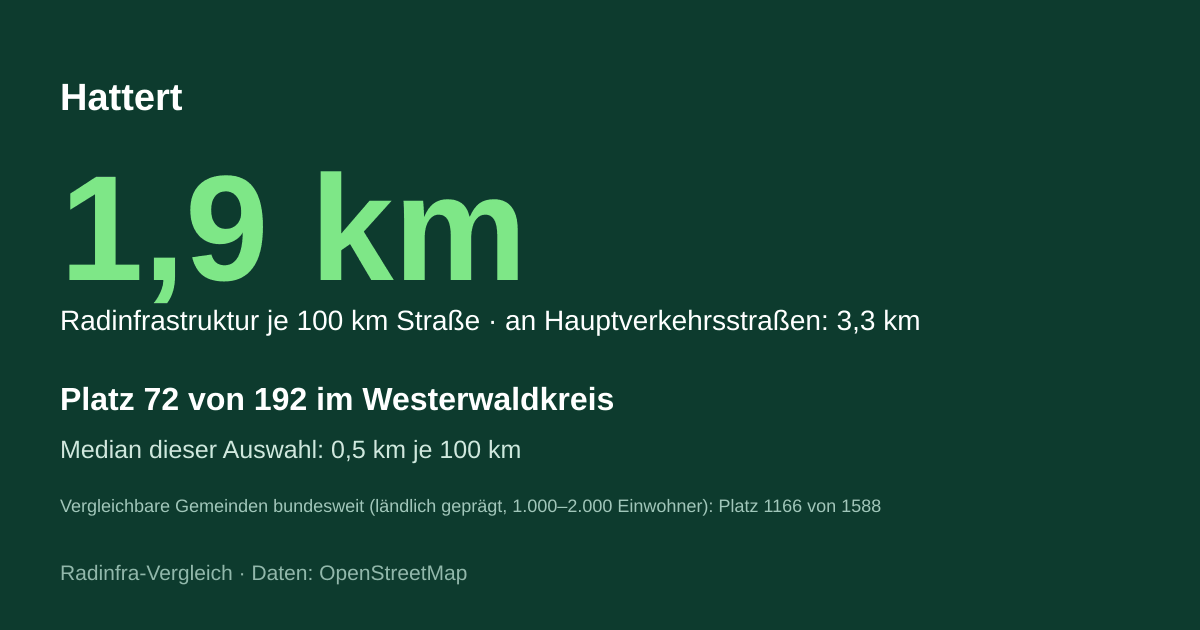 Hattert
1,9 km
Radinfrastruktur je 100 km Straße · an Hauptverkehrsstraßen: 3,3 km
Platz 72 von 192 im Westerwaldkreis
Median dieser Auswahl: 0,5 km je 100 km
Vergleichbare Gemeinden bundesweit (ländlich geprägt, 1.000–2.000 Einwohner): Platz 1166 von 1588
Radinfra-Vergleich · Daten: OpenStreetMap